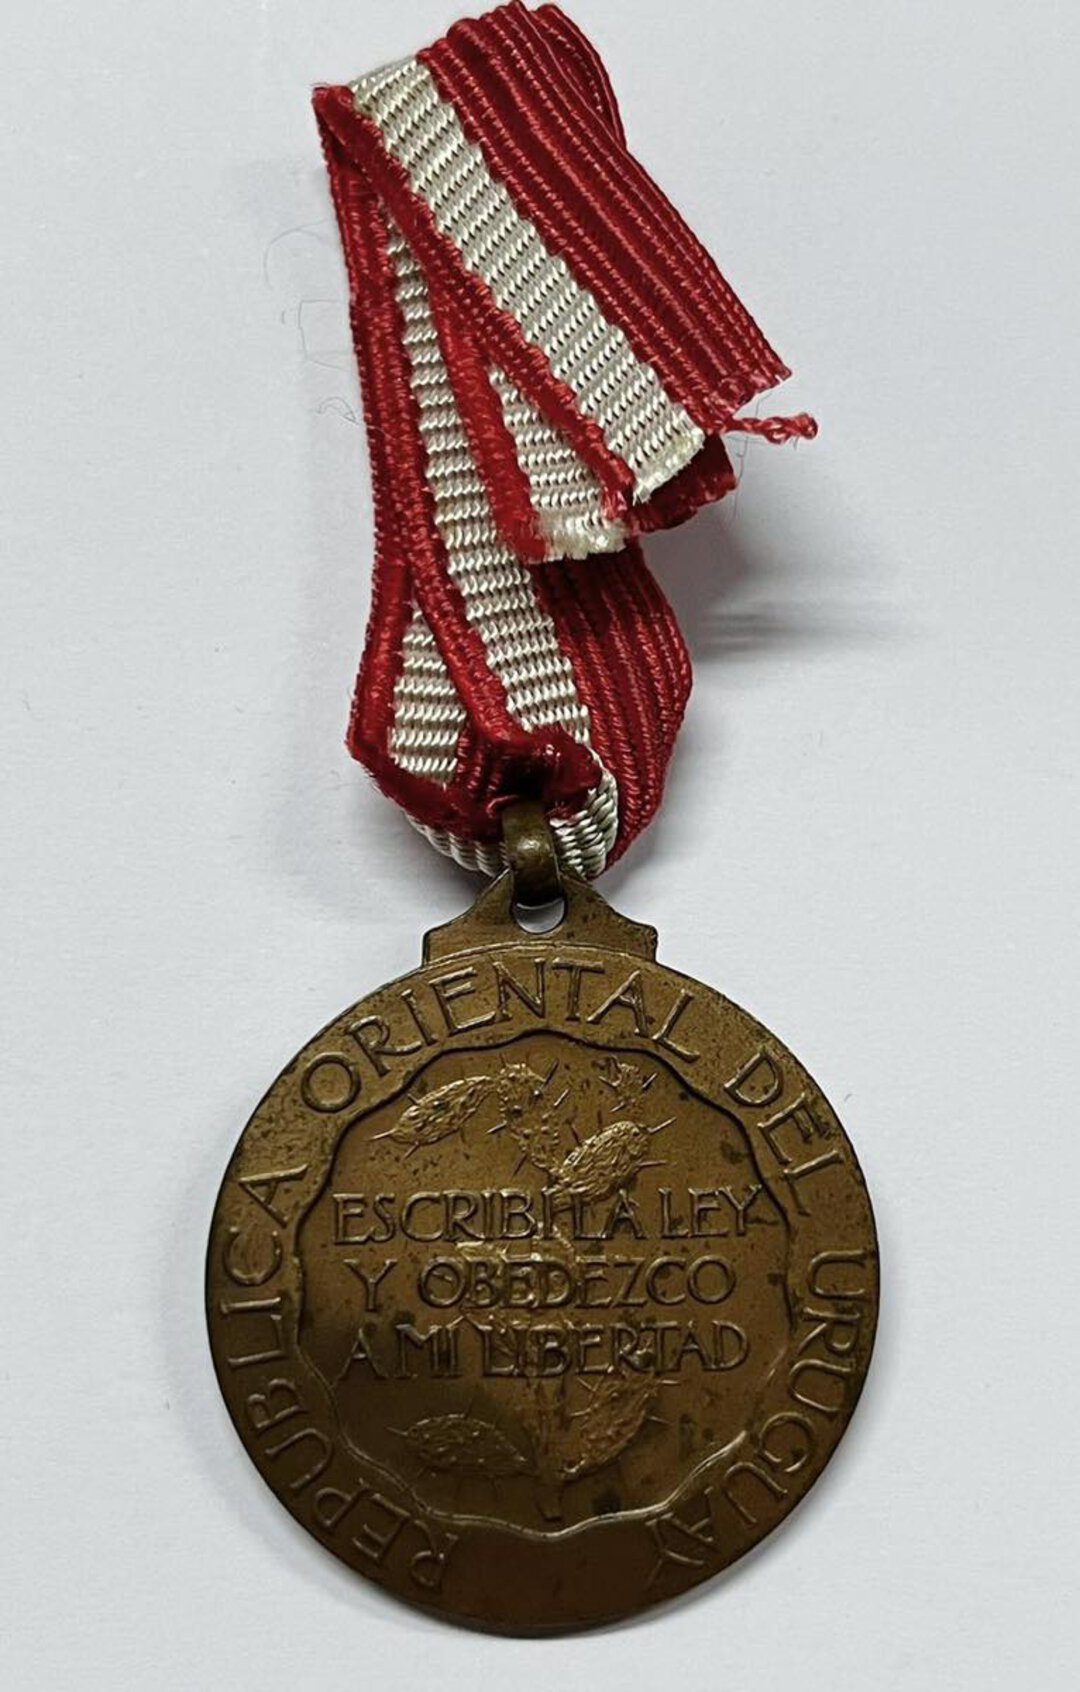 REPUBLICA ORIENTAL DEL URUGUAY
ESCRIBI LA LEY
Y OBEDEZCO
A MI LIBERTAD